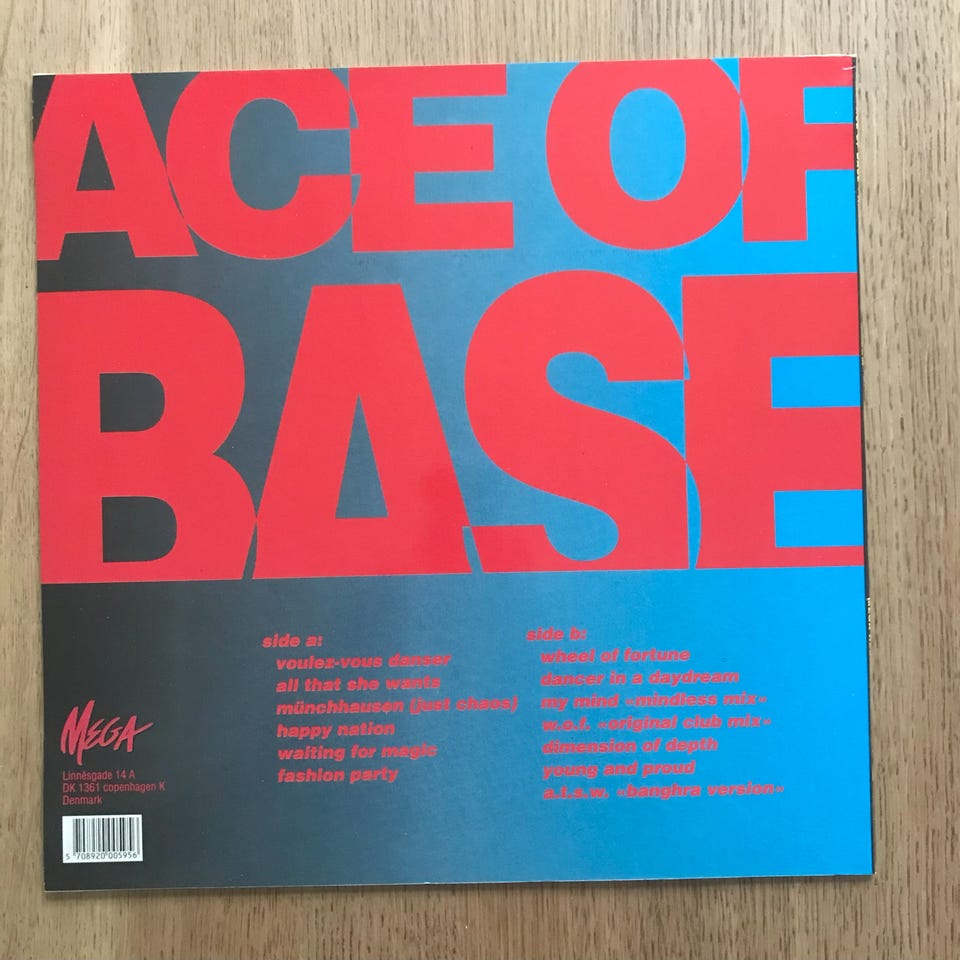 ACE OF
BASE
side a:
voulez-vous danser
all that she wants
münchhausen (just chaos)
happy nation
waiting for magic
fashion party
side b:
wheel of fortune
dancer in a daydream
my mind «mindless mix»
w.o.f. «original club mix»
dimension of depth
young and proud
a.t.s.w. «banghra version»
MEGA
Linnésgade 14 A
DK 1361 copenhagen K
Denmark
5 708920 005956